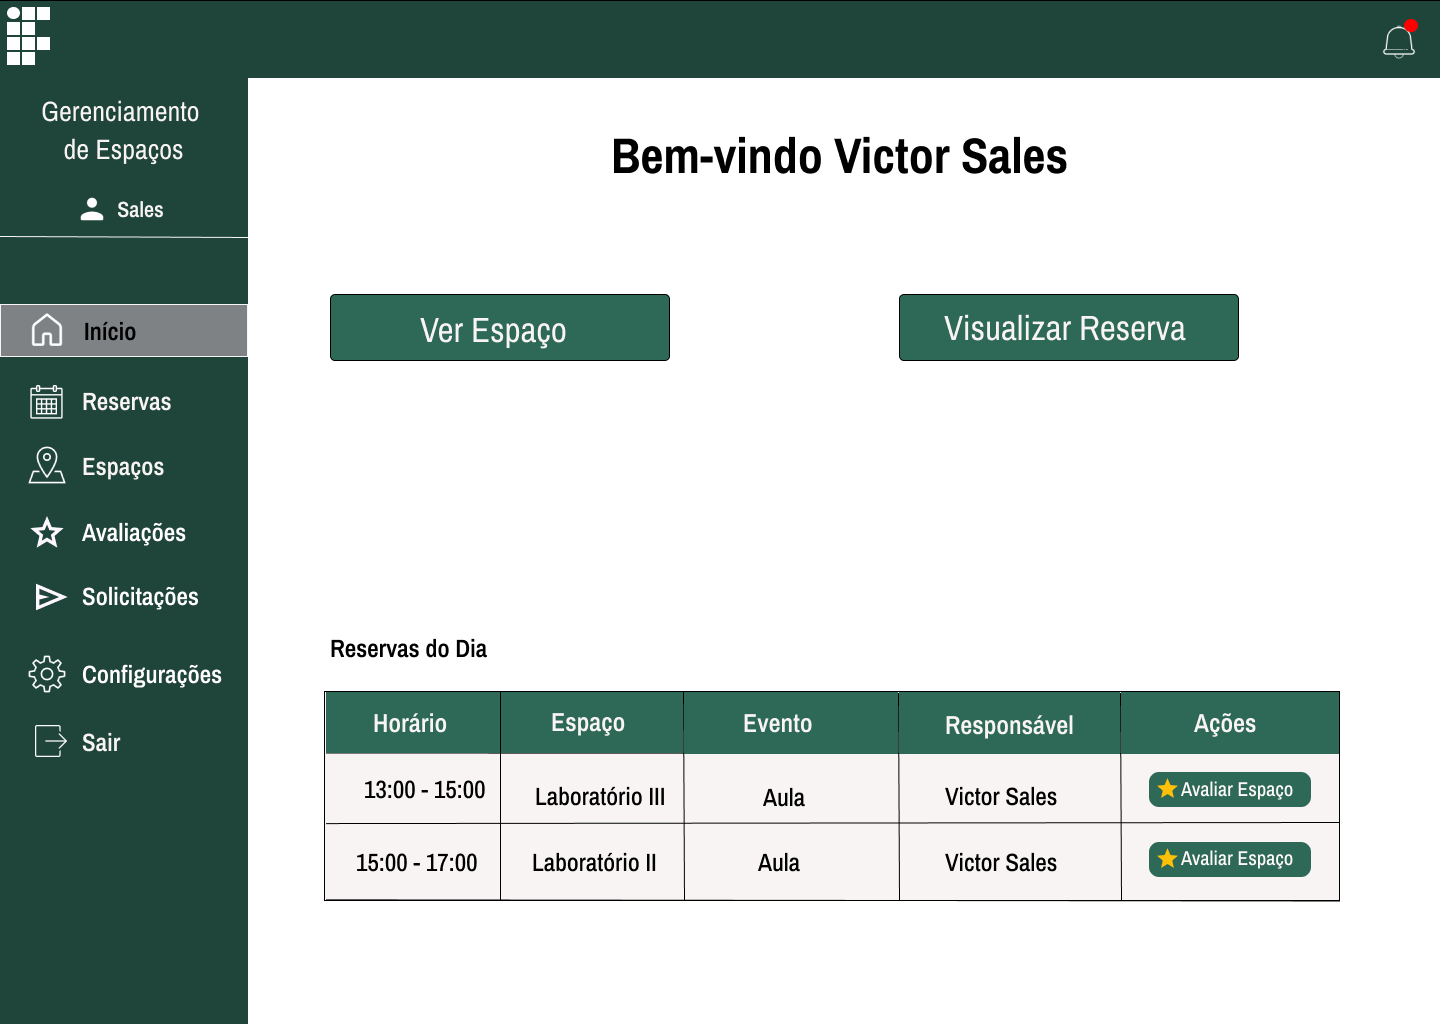 Gerenciamento
de Espaços
Sales
Início
Reservas
Espaços
Avaliações
Solicitações
Configurações
Sair
Bem-vindo Victor Sales
Ver Espaço
Visualizar Reserva
Reservas do Dia
Horário Espaço Evento Responsável Ações
13:00 - 15:00 Laboratório III Aula Victor Sales Avaliar Espaço
15:00 - 17:00 Laboratório II Aula Victor Sales Avaliar Espaço